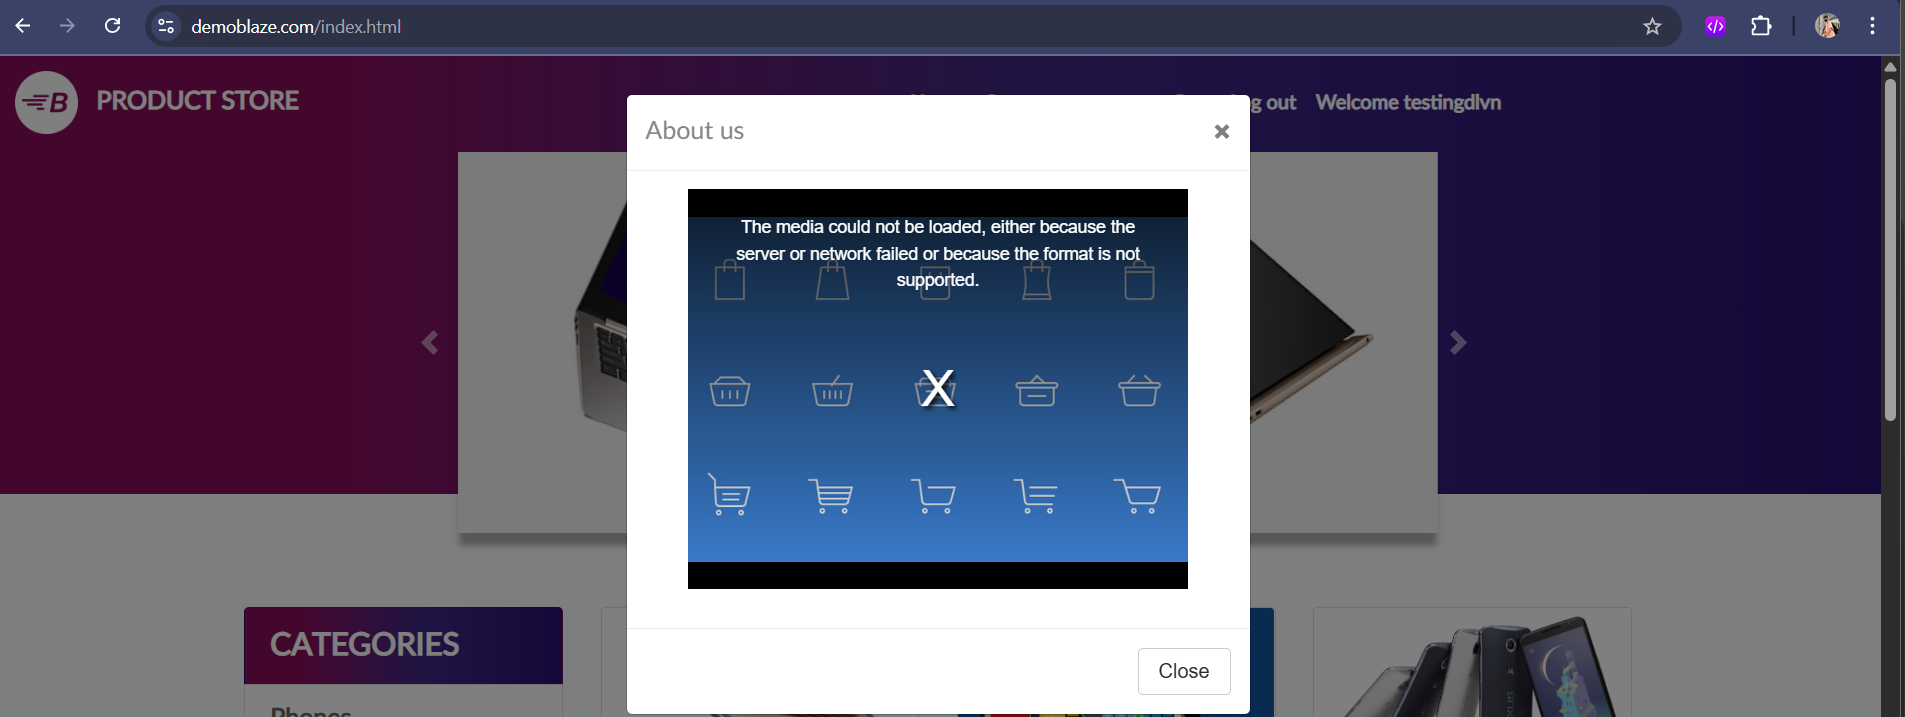 demoblaze.com/index.html
B
PRODUCT STORE
g out
Welcome testingdlvn
About us
×
The media could not be loaded, either because the
server or network failed or because the format is not
supported.
X
CATEGORIES
Phones
Close